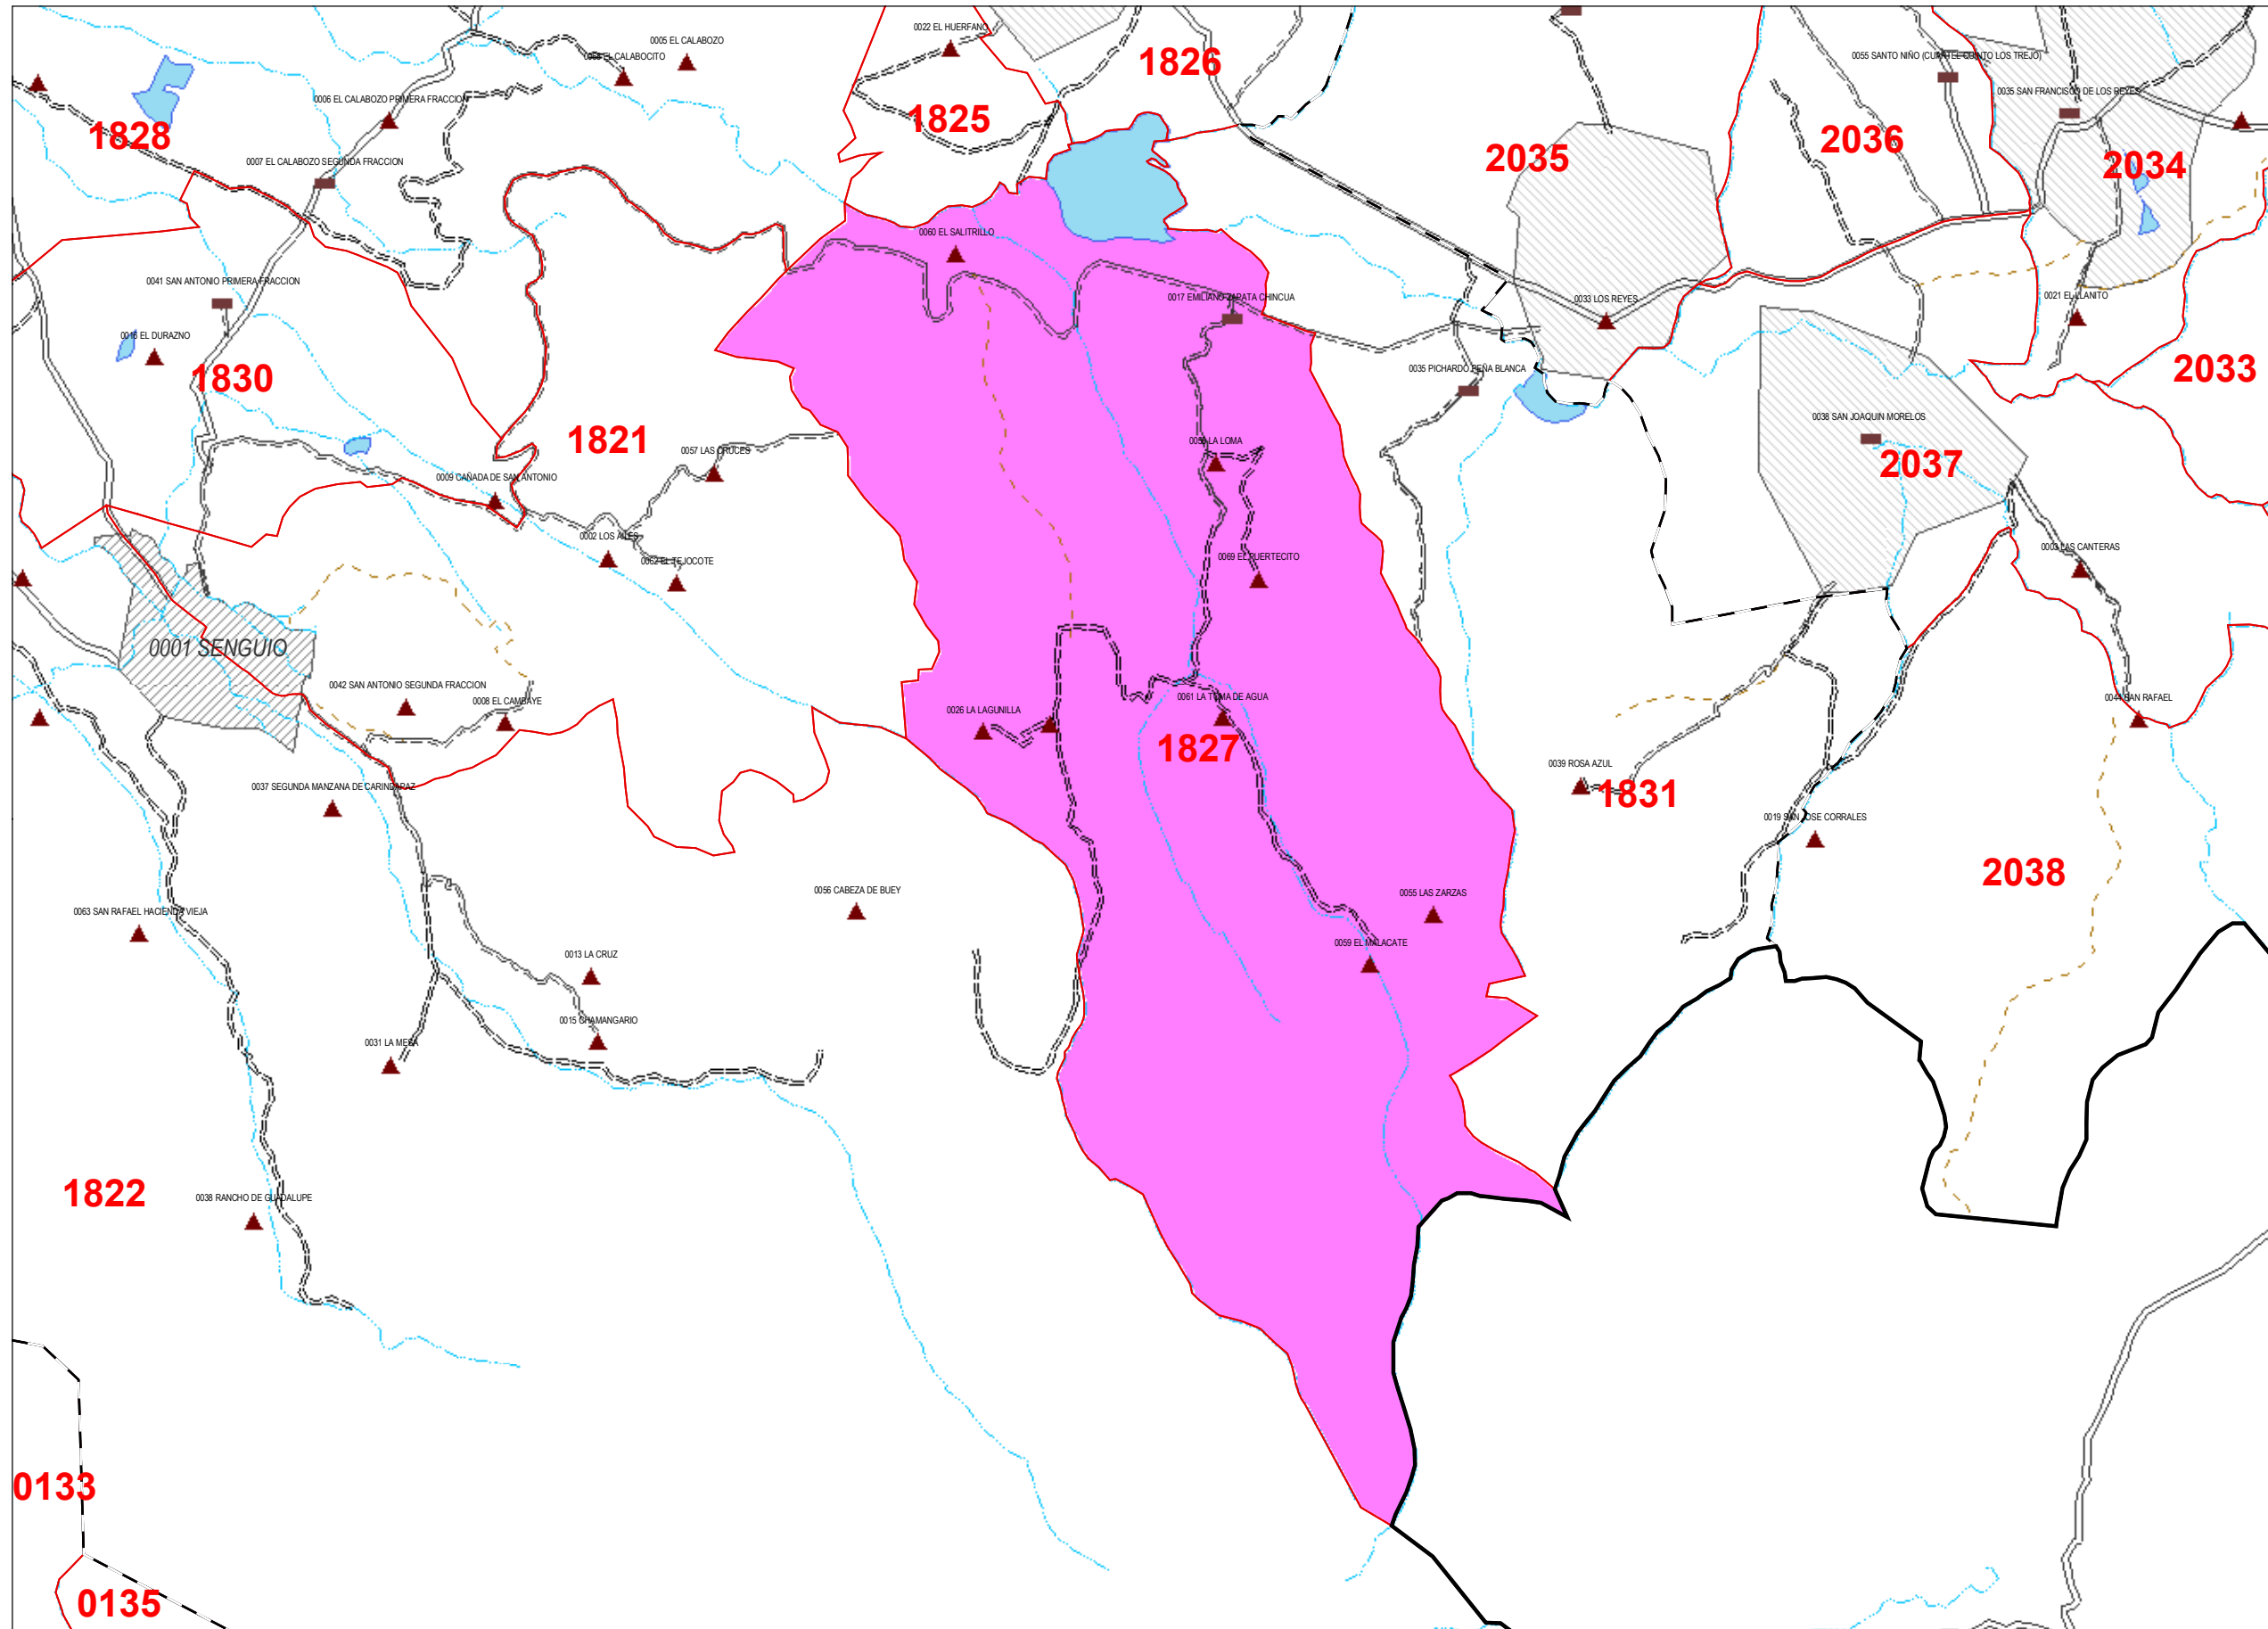 0022 EL HUERFANO
0005 EL CALABOZO
EL CALABOCITO
1826
0055 SANTO NIÑO (CUARTEL QUINTO LOS TREJO)
0006 EL CALABOZO PRIMERA FRACCION
0035 SAN FRANCISCO DE LOS REYES
1825
1828
2036
2035
2034
0007 EL CALABOZO SEGUNDA FRACCION
0060 EL SALITRILLO
0041 SAN ANTONIO PRIMERA FRACCION
0017 EMILIANO ZAPATA CHINCUA
0033 LOS REYES
0021 EL LLANITO
EL DURAZNO
1830
0035 PICHARDO PEÑA BLANCA
2033
0038 SAN JOAQUIN MORELOS
1821
LA LOMA
0057 LAS CRUCES
2037
0009 CAÑADA DE SAN ANTONIO
0002 LOS AILES
0003 LAS CANTERAS
0062 EL TEJOCOTE
0069 EL PUERTECITO
0001 SENGUIO
0042 SAN ANTONIO SEGUNDA FRACCION
0008 EL CAMBAYE
0061 LA TOMA DE AGUA
0044 SAN RAFAEL
0026 LA LAGUNILLA
1827
0039 ROSA AZUL
0037 SEGUNDA MANZANA DE CARINDAPAZ
1831
0019 SAN JOSE CORRALES
2038
0056 CABEZA DE BUEY
0055 LAS ZARZAS
0063 SAN RAFAEL HACIENDA VIEJA
0059 EL MALACATE
0013 LA CRUZ
0015 CHAMANGARIO
0031 LA MESA
1822
0038 RANCHO DE GUADALUPE
0133
0135